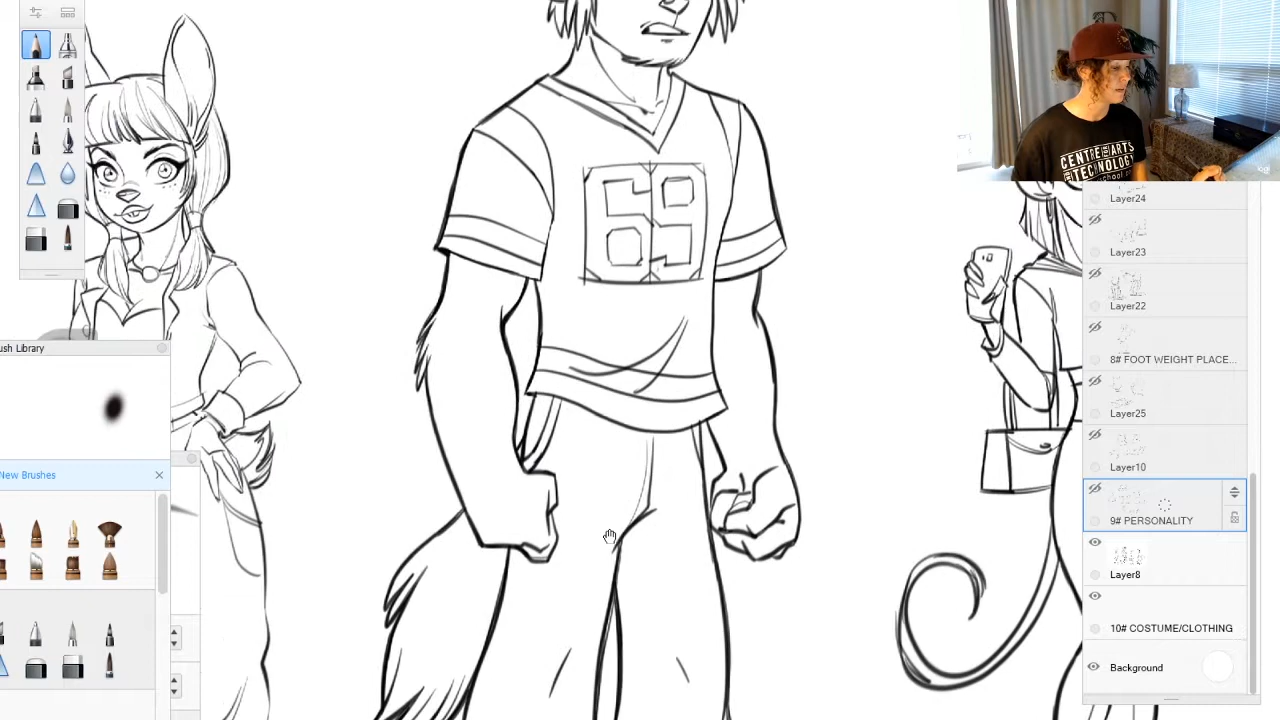 CENTRE FOR ARTS
TECHNOLOGY
Layer24
Layer23
Layer22
8# FOOT WEIGHT PLACE...
Layer25
Layer10
9# PERSONALITY
Layer8
10# COSTUME/CLOTHING
Background
69
ush Library
New Brushes